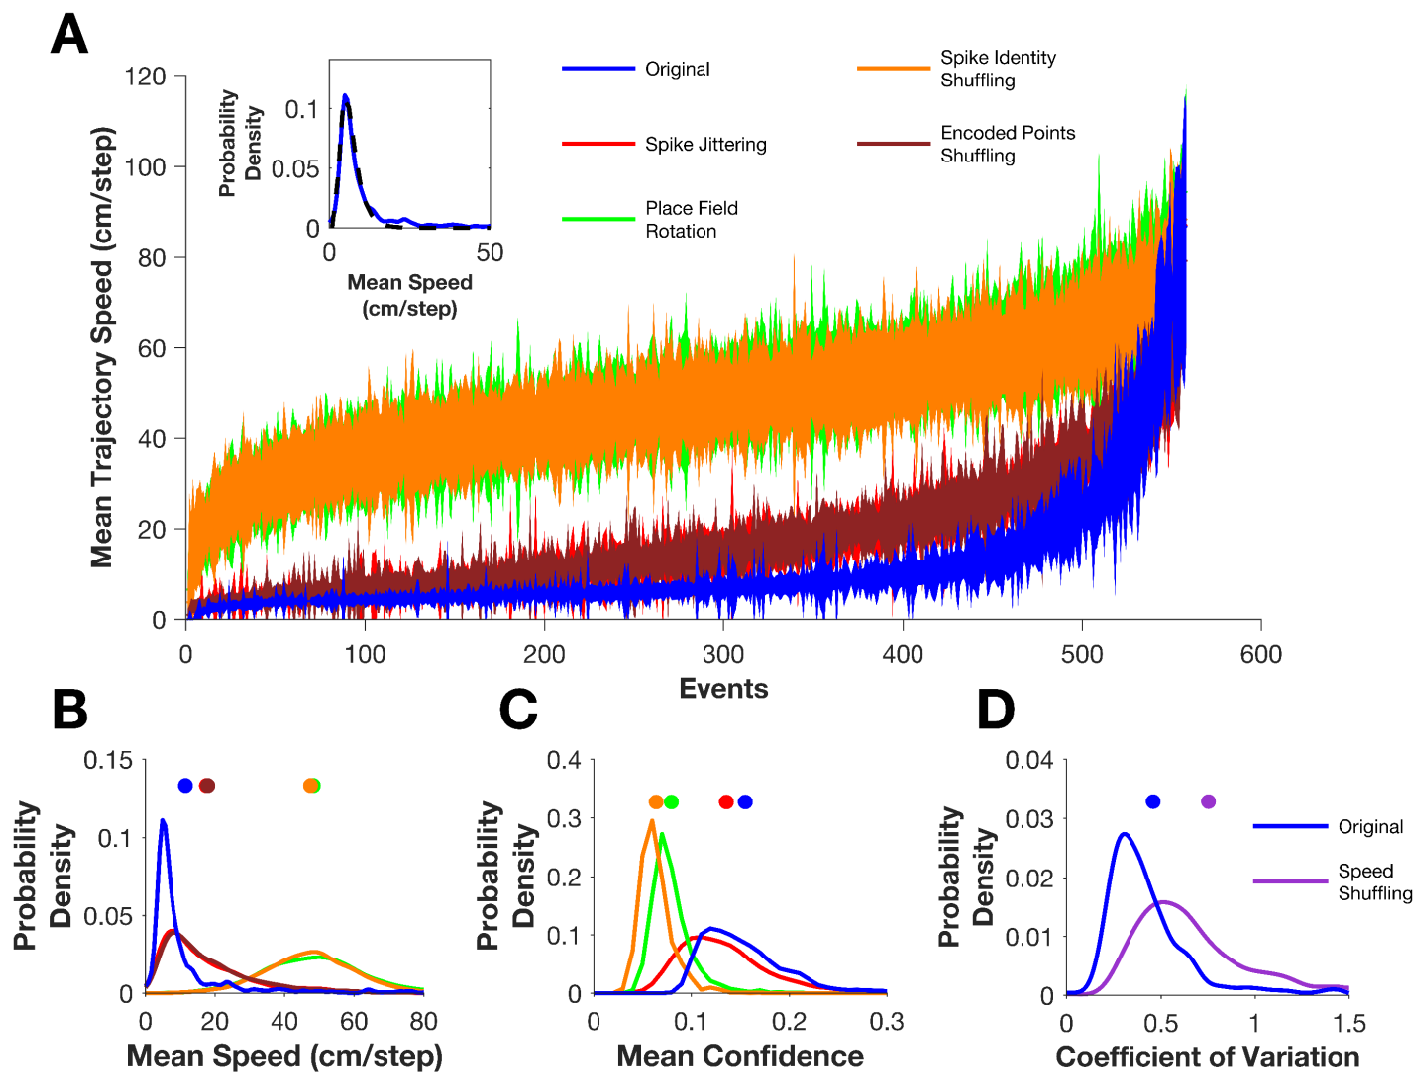 A
120
100
80
60
40
20
0
Mean Trajectory Speed (cm/step)
0
100
200
300
400
500
600
Events
Probability
Density
0.1
0.05
0
0
50
Mean Speed
(cm/step)
Original
Spike Jittering
Place Field
Rotation
Spike Identity
Shuffling
Encoded Points
Shuffling
B
Probability
Density
0.15
0.1
0.05
0
0
20
40
60
80
Mean Speed (cm/step)
C
Probability
Density
0.4
0.3
0.2
0.1
0
0
0.1
0.2
0.3
Mean Confidence
D
Probability
Density
0.04
0.03
0.02
0.01
0
0
0.5
1
1.5
Coefficient of Variation
Original
Speed
Shuffling